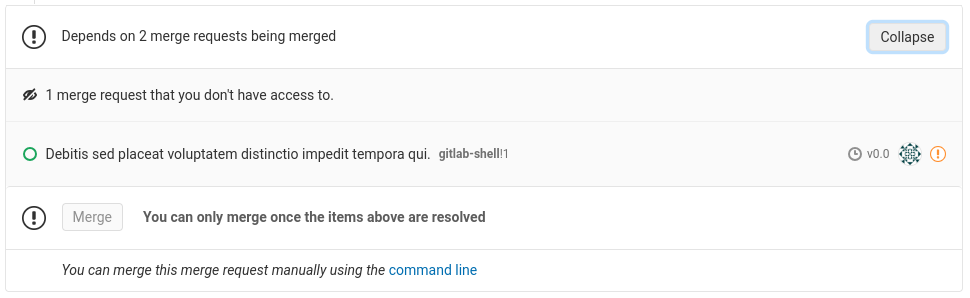 Depends on 2 merge requests being merged Collapse
1 merge request that you don't have access to.
Debitis sed placeat voluptatem distinctio impedit tempora qui. gitlab-shell!1 v0.0
Merge You can only merge once the items above are resolved
You can merge this merge request manually using the command line